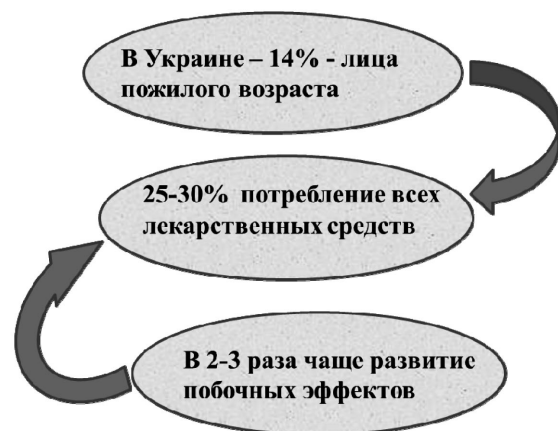 В Украине – 14% - лица
пожилого возраста
25-30% потребление всех
лекарственных средств
В 2-3 раза чаще развитие
побочных эффектов